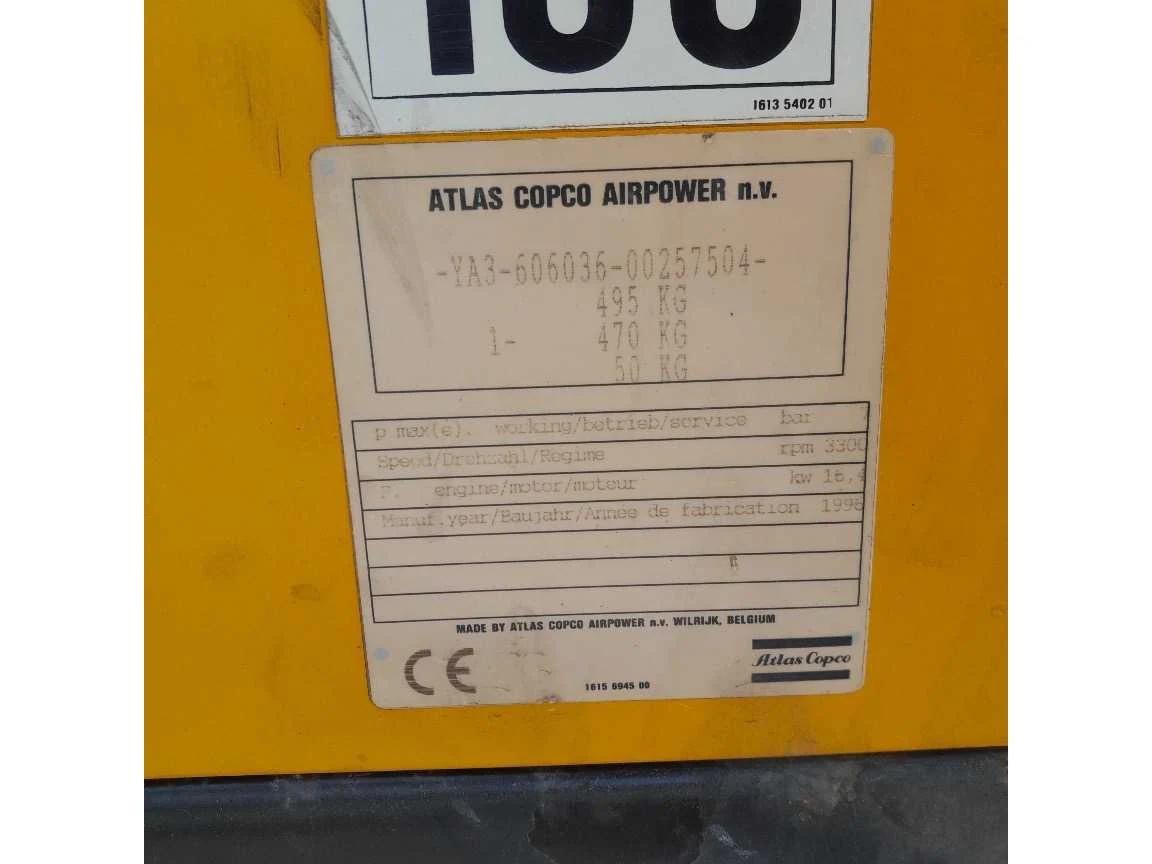 100
1613 5402 01
ATLAS COPCO AIRPOWER n.v.
-YA3-606036-00257504-
495 KG
1- 470 KG
50 KG
p max(e). working/betrieb/service bar 7
Speed/Drehzahl/Regime rpm 3300
P. engine/motor/moteur kw
Manuf.year/Baujahr/Annee de fabrication
MADE BY ATLAS COPCO AIRPOWER n.v. WILRIJK, BELGIUM
CE
Atlas Copco
1615 6945 00